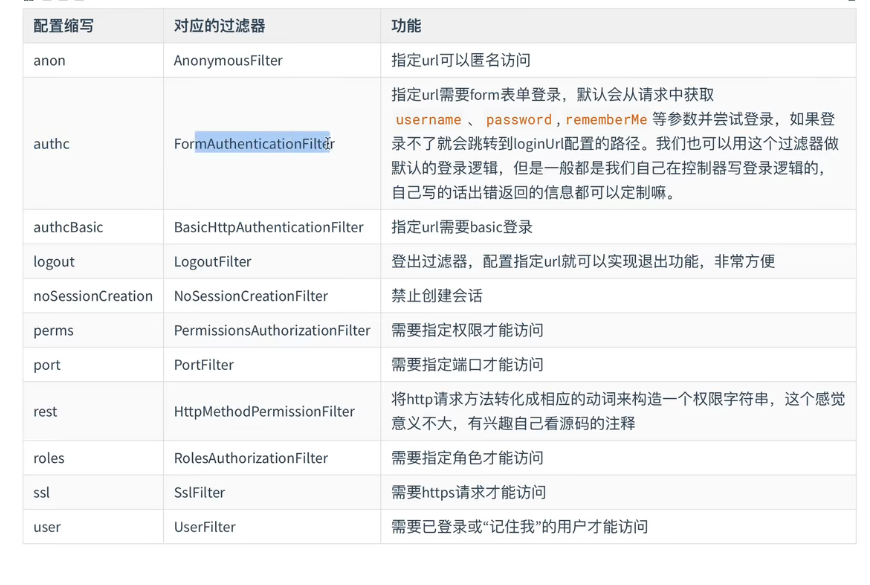 配置缩写 对应的过滤器 功能
anon AnonymousFilter 指定url可以匿名访问
指定url需要form表单登录，默认会从请求中获取
username 、 password , rememberMe 等参数并尝试登录，如果登
authc FormAuthenticationFilter 录不了就会跳转到loginUrl配置的路径。我们也可以用这个过滤器做
默认的登录逻辑，但是一般都是我们自己在控制器写登录逻辑的，
自己写的话出错返回的信息都可以定制嘛。
authcBasic BasicHttpAuthenticationFilter 指定url需要basic登录
logout LogoutFilter 登出过滤器，配置指定url就可以实现退出功能，非常方便
noSessionCreation NoSessionCreationFilter 禁止创建会话
perms PermissionsAuthorizationFilter 需要指定权限才能访问
port PortFilter 需要指定端口才能访问
rest HttpMethodPermissionFilter 将http请求方法转化成相应的动词来构造一个权限字符串，这个感觉
意义不大，有兴趣自己看源码的注释
roles RolesAuthorizationFilter 需要指定角色才能访问
ssl SslFilter 需要https请求才能访问
user UserFilter 需要已登录或“记住我”的用户才能访问